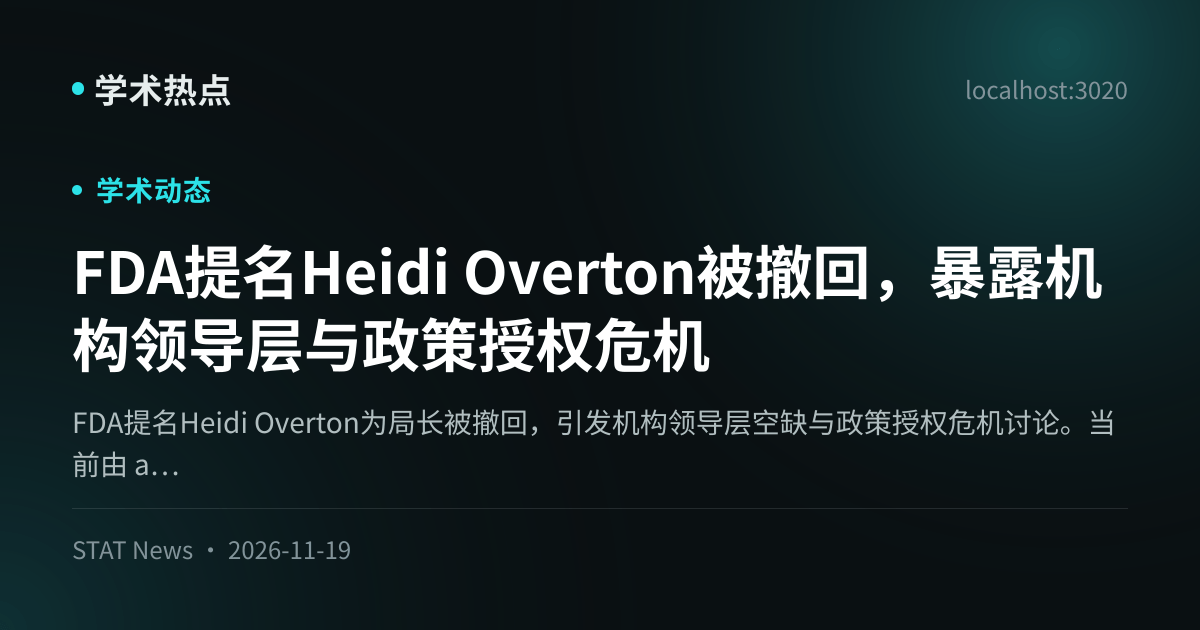 学术热点
localhost:3020
学术动态
FDA提名Heidi Overton被撤回，暴露机
构领导层与政策授权危机
FDA提名Heidi Overton为局长被撤回，引发机构领导层空缺与政策授权危机讨论。当
前由 a…
STAT News · 2026-11-19